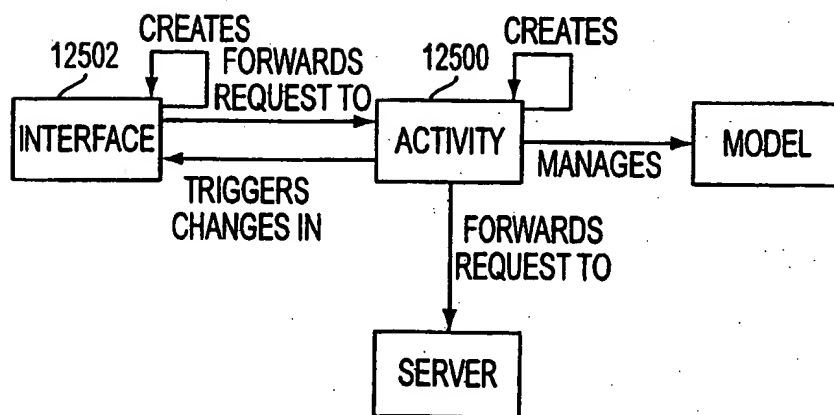 CREATES
12502
FORWARDS
REQUEST TO
INTERFACE
TRIGGERS
CHANGES IN
CREATES
12500
ACTIVITY
MANAGES
MODEL
FORWARDS
REQUEST TO
SERVER